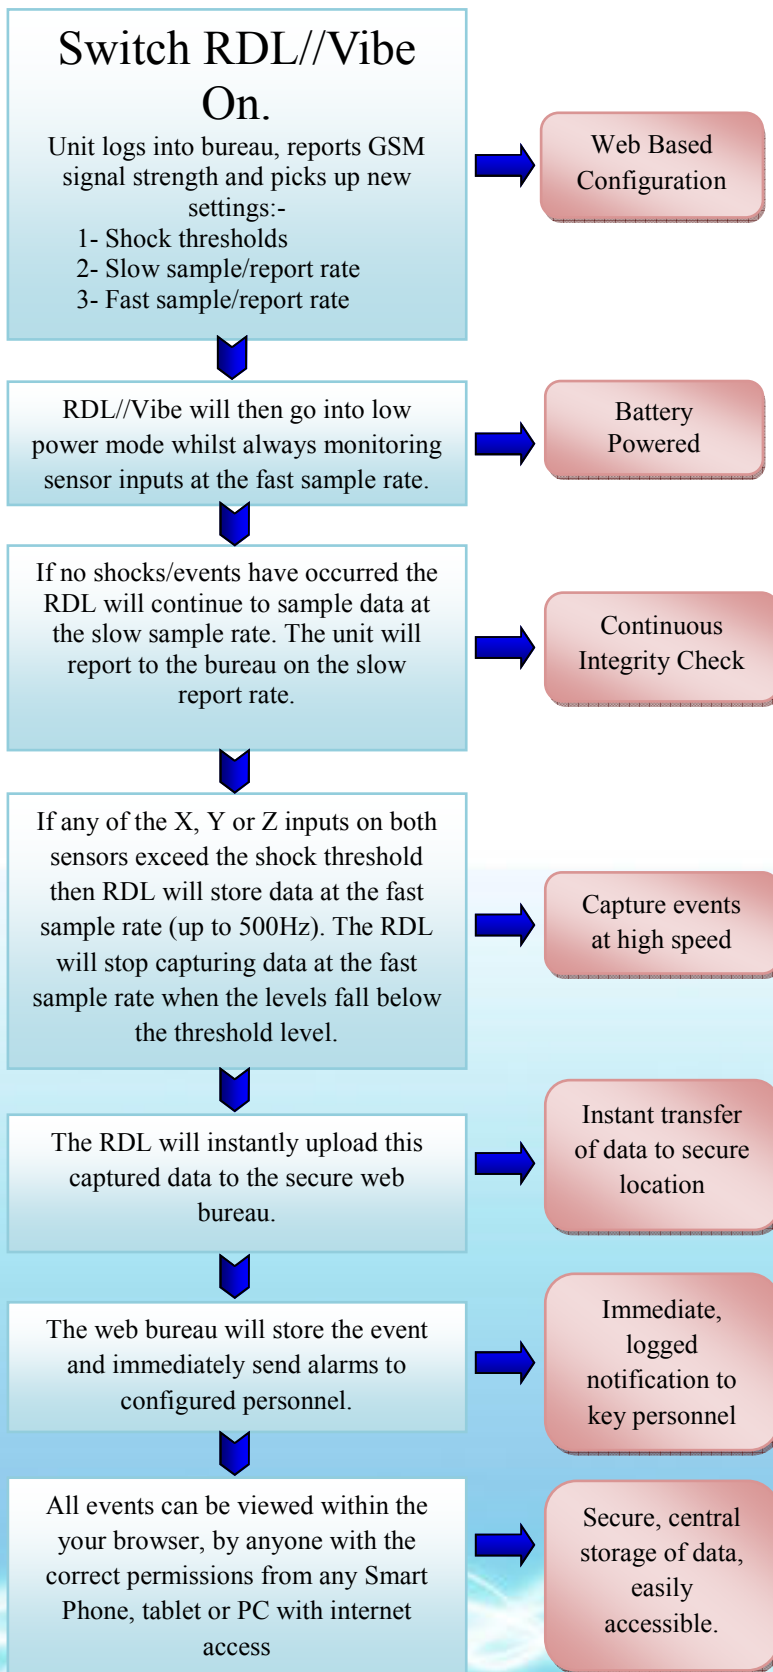 Switch RDL//Vibe
On.
Unit logs into bureau, reports GSM
signal strength and picks up new
settings:-
1- Shock thresholds
2- Slow sample/report rate
3- Fast sample/report rate
Web Based
Configuration
RDL//Vibe will then go into low
power mode whilst always monitoring
sensor inputs at the fast sample rate.
Battery
Powered
If no shocks/events have occurred the
RDL will continue to sample data at
the slow sample rate. The unit will
report to the bureau on the slow
report rate.
Continuous
Integrity Check
If any of the X, Y or Z inputs on both
sensors exceed the shock threshold
then RDL will store data at the fast
sample rate (up to 500Hz). The RDL
will stop capturing data at the fast
sample rate when the levels fall below
the threshold level.
Capture events
at high speed
The RDL will instantly upload this
captured data to the secure web
bureau.
Instant transfer
of data to secure
location
The web bureau will store the event
and immediately send alarms to
configured personnel.
Immediate,
logged
notification to
key personnel
All events can be viewed within the
your browser, by anyone with the
correct permissions from any Smart
Phone, tablet or PC with internet
access
Secure, central
storage of data,
easily
accessible.